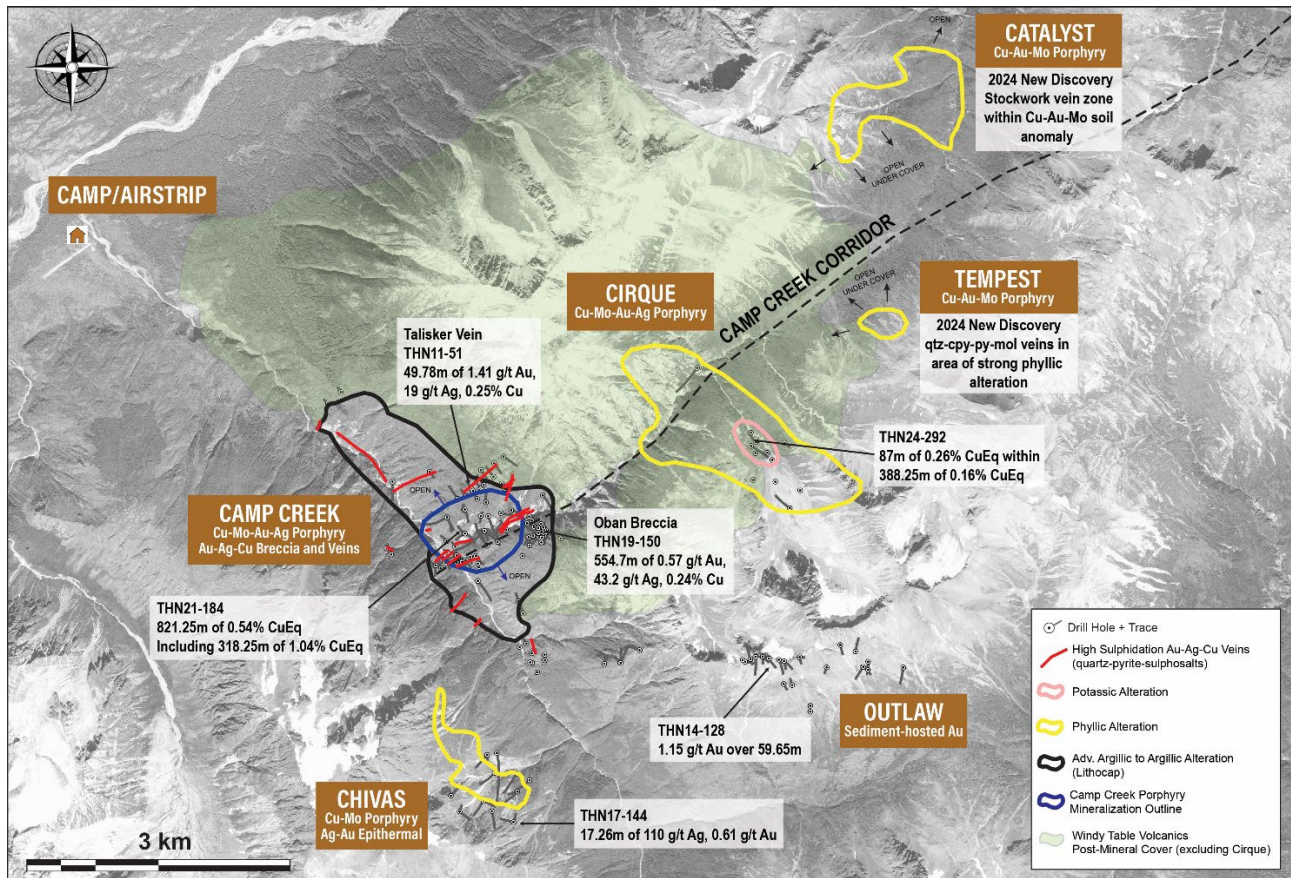 CATALYST
Cu-Au-Mo Porphyry
2024 New Discovery
Stockwork vein zone
within Cu-Au-Mo soil
anomaly
OPEN
OPEN
UNDER COVER
CAMP/AIRSTRIP
CAMP CREEK CORRIDOR
CIRQUE
Cu-Mo-Au-Ag Porphyry
OPEN
UNDER COVER
TEMPEST
Cu-Au-Mo Porphyry
2024 New Discovery
qtz-cpy-py-mol veins in
area of strong phyllic
alteration
Talisker Vein
THN11-51
49.78m of 1.41 g/t Au,
19 g/t Ag, 0.25% Cu
THN24-292
87m of 0.26% CuEq within
388.25m of 0.16% CuEq
OPEN
CAMP CREEK
Cu-Mo-Au-Ag Porphyry
Au-Ag-Cu Breccia and Veins
Oban Breccia
THN19-150
554.7m of 0.57 g/t Au,
43.2 g/t Ag, 0.24% Cu
OPEN
THN21-184
821.25m of 0.54% CuEq
Including 318.25m of 1.04% CuEq
THN14-128
1.15 g/t Au over 59.65m
OUTLAW
Sediment-hosted Au
CHIVAS
Cu-Mo Porphyry
Ag-Au Epithermal
THN17-144
17.26m of 110 g/t Ag, 0.61 g/t Au
3 km
Drill Hole + Trace
High Sulphidation Au-Ag-Cu Veins
(quartz-pyrite-sulphosalts)
Potassic Alteration
Phyllic Alteration
Adv. Argillic to Argillic Alteration
(Lithocap)
Camp Creek Porphyry
Mineralization Outline
Windy Table Volcanics
Post-Mineral Cover (excluding Cirque)